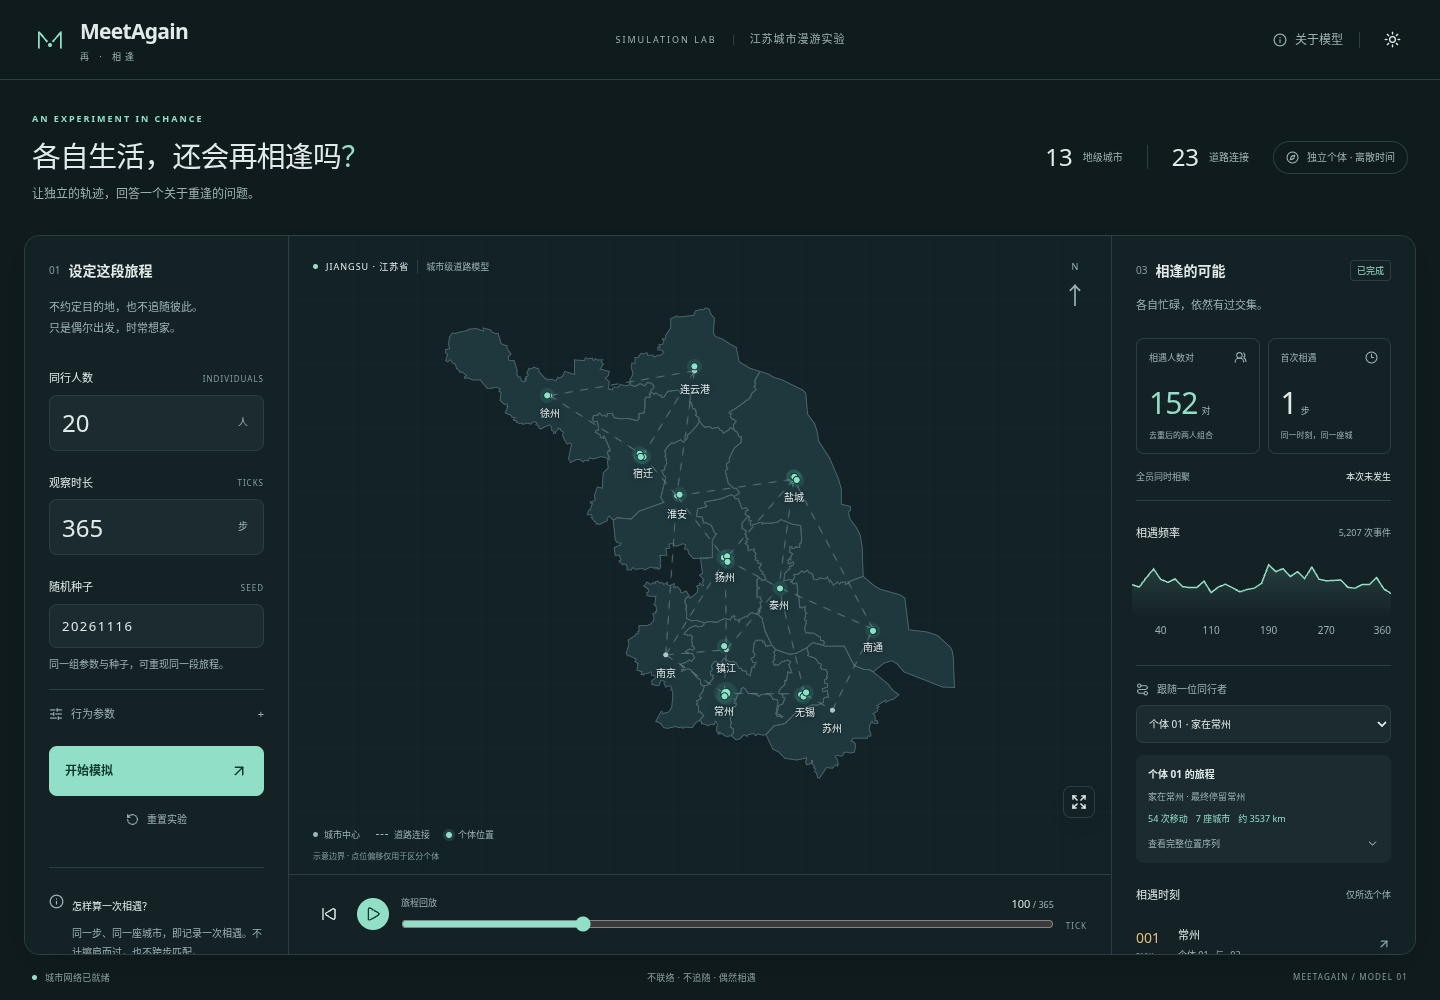 MeetAgain
再 · 相逢
SIMULATION LAB
江苏城市漫游实验
关于模型
AN EXPERIMENT IN CHANCE
各自生活，还会再相逢吗?
让独立的轨迹，回答一个关于重逢的问题。
13 地级城市
23 道路连接
独立个体 · 离散时间
01 设定这段旅程
不约定目的地，也不追随彼此。
只是偶尔出发，时常想家。
同行人数 INDIVIDUALS
20 人
观察时长 TICKS
365 步
随机种子 SEED
20261116
同一组参数与种子，可重现同一段旅程。
行为参数 +
开始模拟
重置实验
怎样算一次相遇?
同一步、同一座城市，即记录一次相遇。不
计擦肩而过，也不跨步匹配。
JIANGSU · 江苏省 城市级道路模型
N
连云港
徐州
宿迁
盐城
淮安
扬州
泰州
南通
镇江
南京
常州
无锡
苏州
城市中心 道路连接 个体位置
示意边界 · 点位偏移仅用于区分个体
旅程回放 100 / 365
TICK
03 相逢的可能 已完成
各自忙碌，依然有过交集。
相遇人数对
152 对
去重后的两人组合
首次相遇
1 步
同一时刻，同一座城
全员同时相聚 本次未发生
相遇频率 5,207 次事件
40 110 190 270 360
跟随一位同行者
个体 01 · 家在常州
个体 01 的旅程
家在常州 · 最终停留常州
54 次移动 7 座城市 约 3537 km
查看完整位置序列
相遇时刻 仅所选个体
001 常州
城市网络已就绪
不联络 · 不追随 · 偶然相遇
MEETAGAIN / MODEL 01